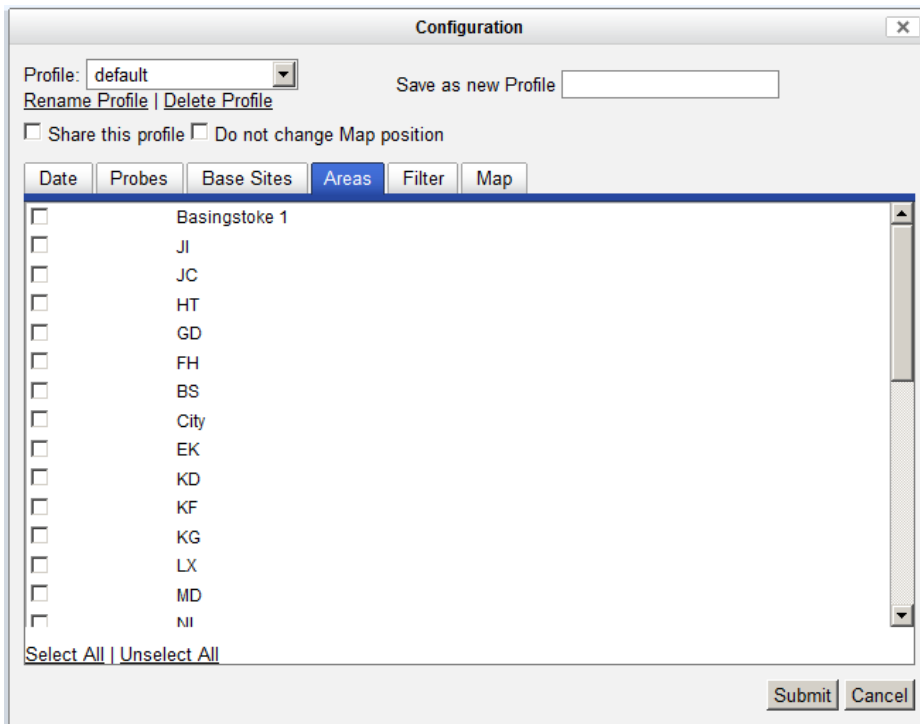 Configuration
Profile: default
Save as new Profile
Rename Profile | Delete Profile
Share this profile Do not change Map position
Date Probes Base Sites Areas Filter Map
Basingstoke 1
JI
JC
HT
GD
FH
BS
City
EK
KD
KF
KG
LX
MD
Select All | Unselect All
Submit Cancel